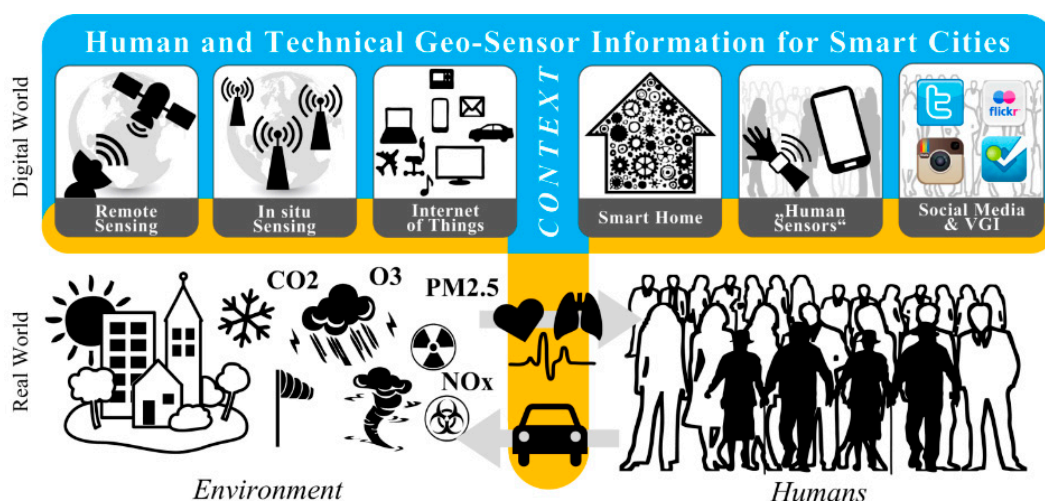 Human and Technical Geo-Sensor Information for Smart Cities
Digital World
CONTEXT
Remote
Sensing
In situ
Sensing
Internet
of Things
Smart Home
„Human
Sensors“
flickr
Social Media
& VGI
Real World
CO2
O3
PM2.5
NOx
Environment
Humans